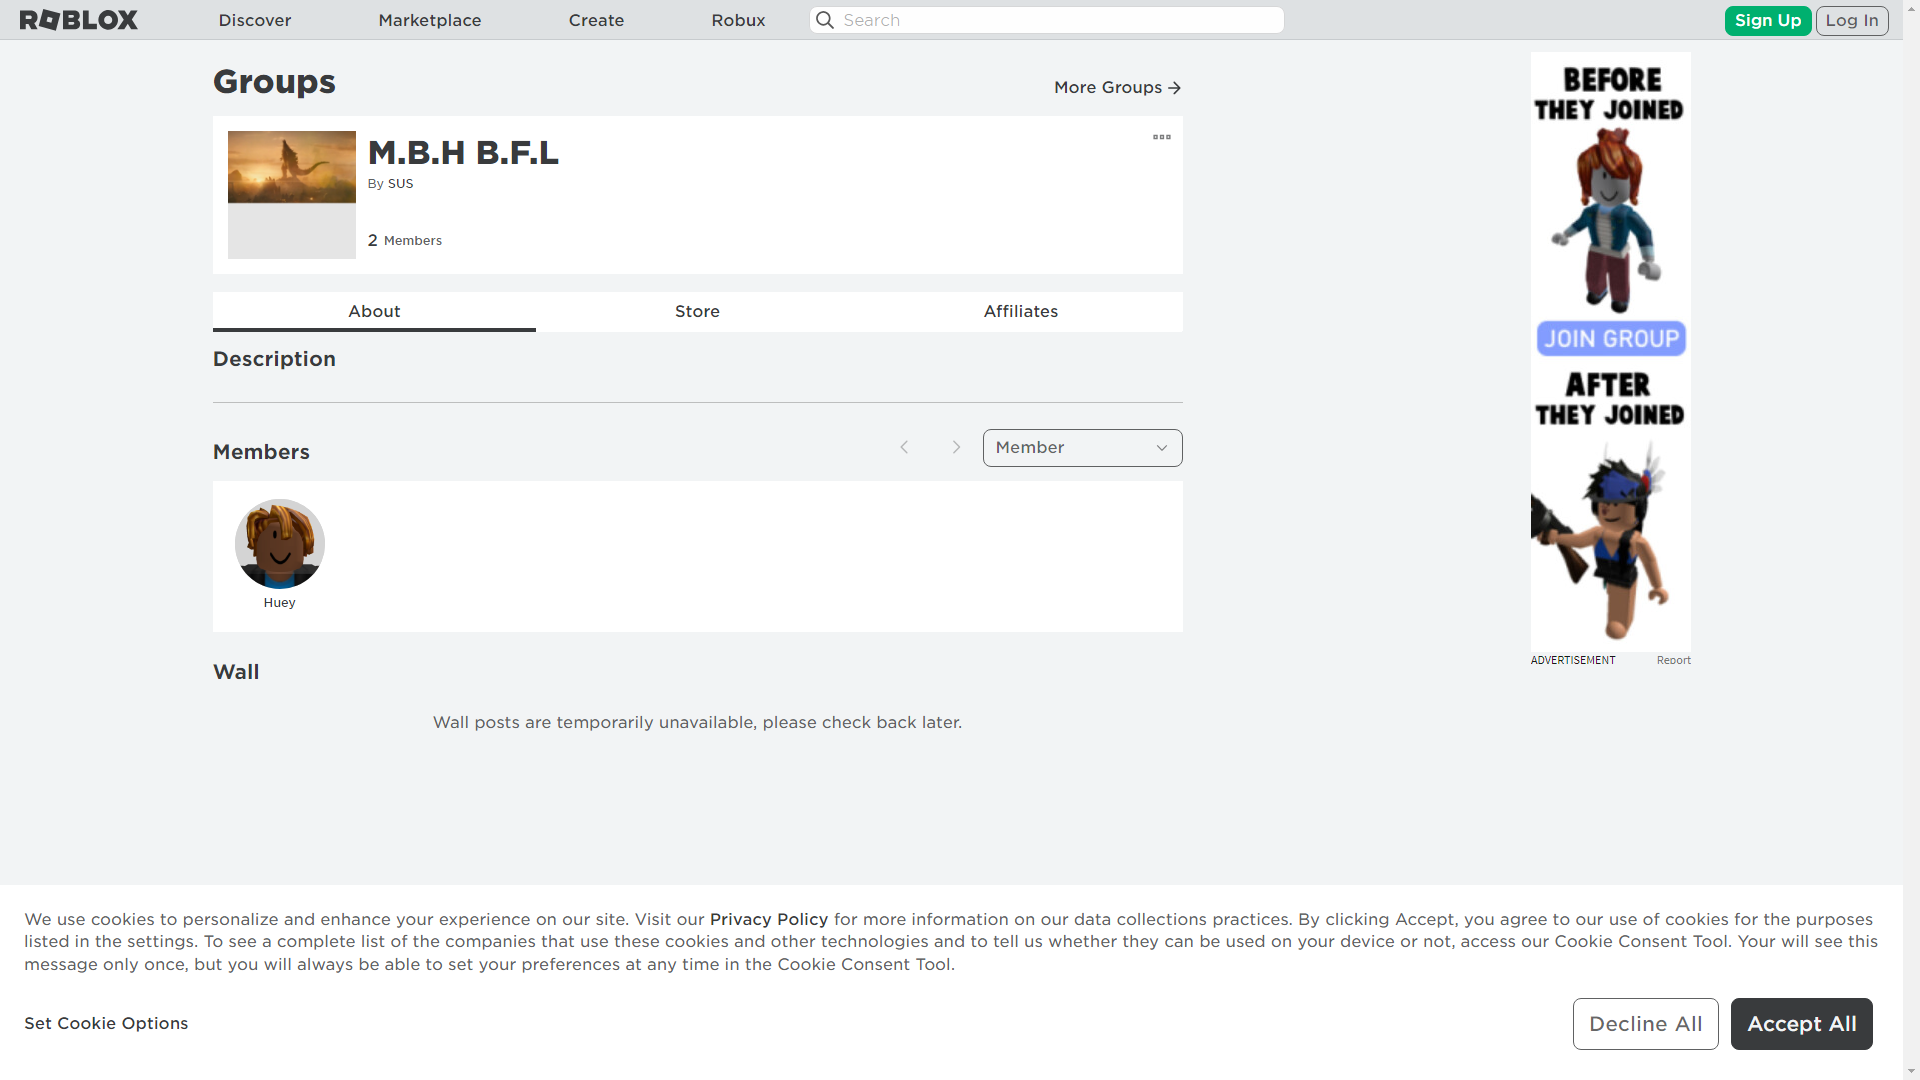 ROBLOX
Discover
Marketplace
Create
Robux
Search
Sign Up
Log In
Groups
More Groups
M.B.H B.F.L
By SUS
2 Members
About
Store
Affiliates
Description
Members
Member
Huey
Wall
Wall posts are temporarily unavailable, please check back later.
BEFORE
THEY JOINED
JOIN GROUP
AFTER
THEY JOINED
ADVERTISEMENT
Report
We use cookies to personalize and enhance your experience on our site. Visit our Privacy Policy for more information on our data collections practices. By clicking Accept, you agree to our use of cookies for the purposes
listed in the settings. To see a complete list of the companies that use these cookies and other technologies and to tell us whether they can be used on your device or not, access our Cookie Consent Tool. Your will see this
message only once, but you will always be able to set your preferences at any time in the Cookie Consent Tool.
Set Cookie Options
Decline All
Accept All